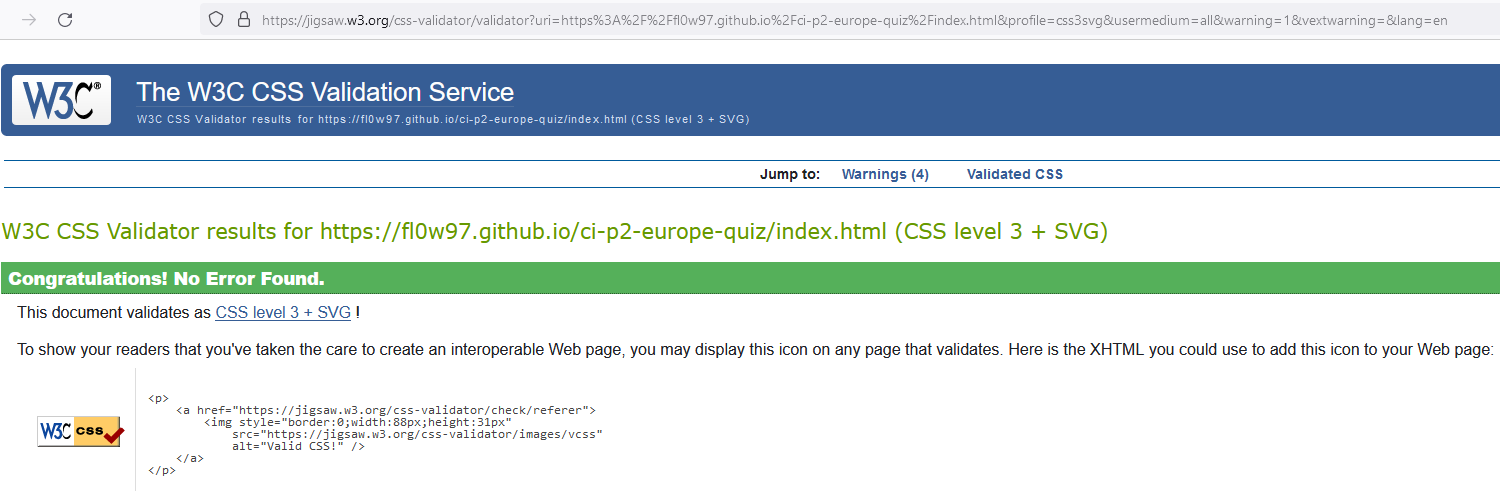 https://jigsaw.w3.org/css-validator/validator?uri=https%3A%2F%2Ffl0w97.github.io%2Fci-p2-europe-quiz%2Findex.html&profile=css3svg&usermedium=all&warning=1&vextwarning=&lang=en
W3C®
The W3C CSS Validation Service
W3C CSS Validator results for https://fl0w97.github.io/ci-p2-europe-quiz/index.html (CSS level 3 + SVG)
Jump to: Warnings (4) Validated CSS
W3C CSS Validator results for https://fl0w97.github.io/ci-p2-europe-quiz/index.html (CSS level 3 + SVG)
Congratulations! No Error Found.
This document validates as CSS level 3 + SVG !
To show your readers that you've taken the care to create an interoperable Web page, you may display this icon on any page that validates. Here is the XHTML you could use to add this icon to your Web page:
W3C css
<p>
    <a href="https://jigsaw.w3.org/css-validator/check/referer">
        <img style="border:0;width:88px;height:31px"
            src="https://jigsaw.w3.org/css-validator/images/vcss"
            alt="Valid CSS!" />
    </a>
</p>